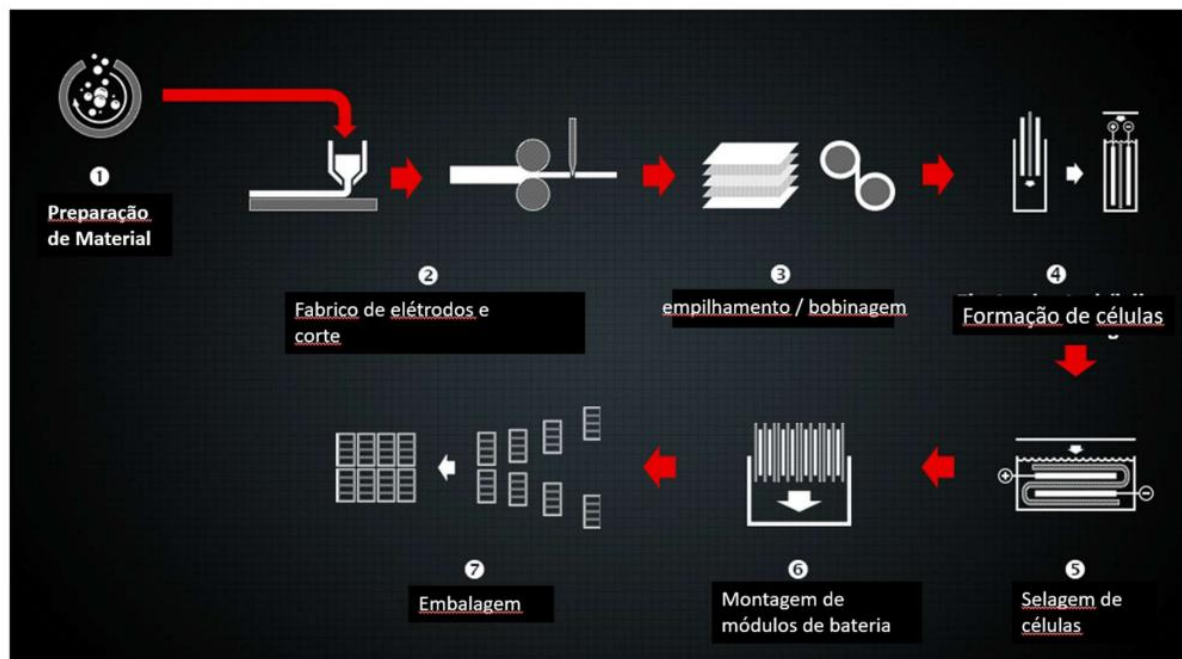 ❶
Preparação
de Material
❷
Fabrico de elétrodos e
corte
❸
empilhamento / bobinagem
❹
Formação de células
❼
Embalagem
❻
Montagem de
módulos de bateria
❺
Selagem de
células